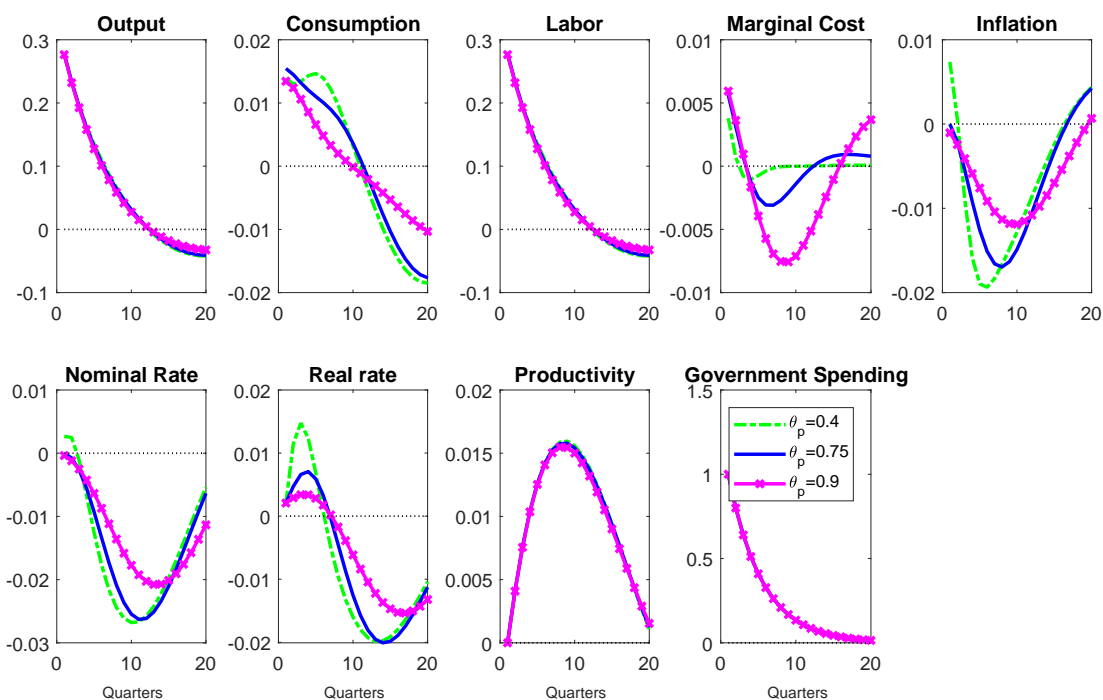 Output
0.3
0.2
0.1
0
-0.1
0 10 20
Consumption
0.02
0.01
0
-0.01
-0.02
0 10 20
Labor
0.3
0.2
0.1
0
-0.1
0 10 20
Marginal Cost
0.010
0.005
0
-0.005
-0.01
0 10 20
Inflation
0.01
0
-0.01
-0.02
0 10 20
Nominal Rate
0.01
0
-0.01
-0.02
-0.03
0 10 20
Quarters
Real rate
0.02
0.01
0
-0.01
-0.02
0 10 20
Quarters
Productivity
0.02
0.015
0.01
0.005
0
0 10 20
Quarters
Government Spending
1.5
1
0.5
0
θp=0.4
θp=0.75
θp=0.9
0 10 20
Quarters